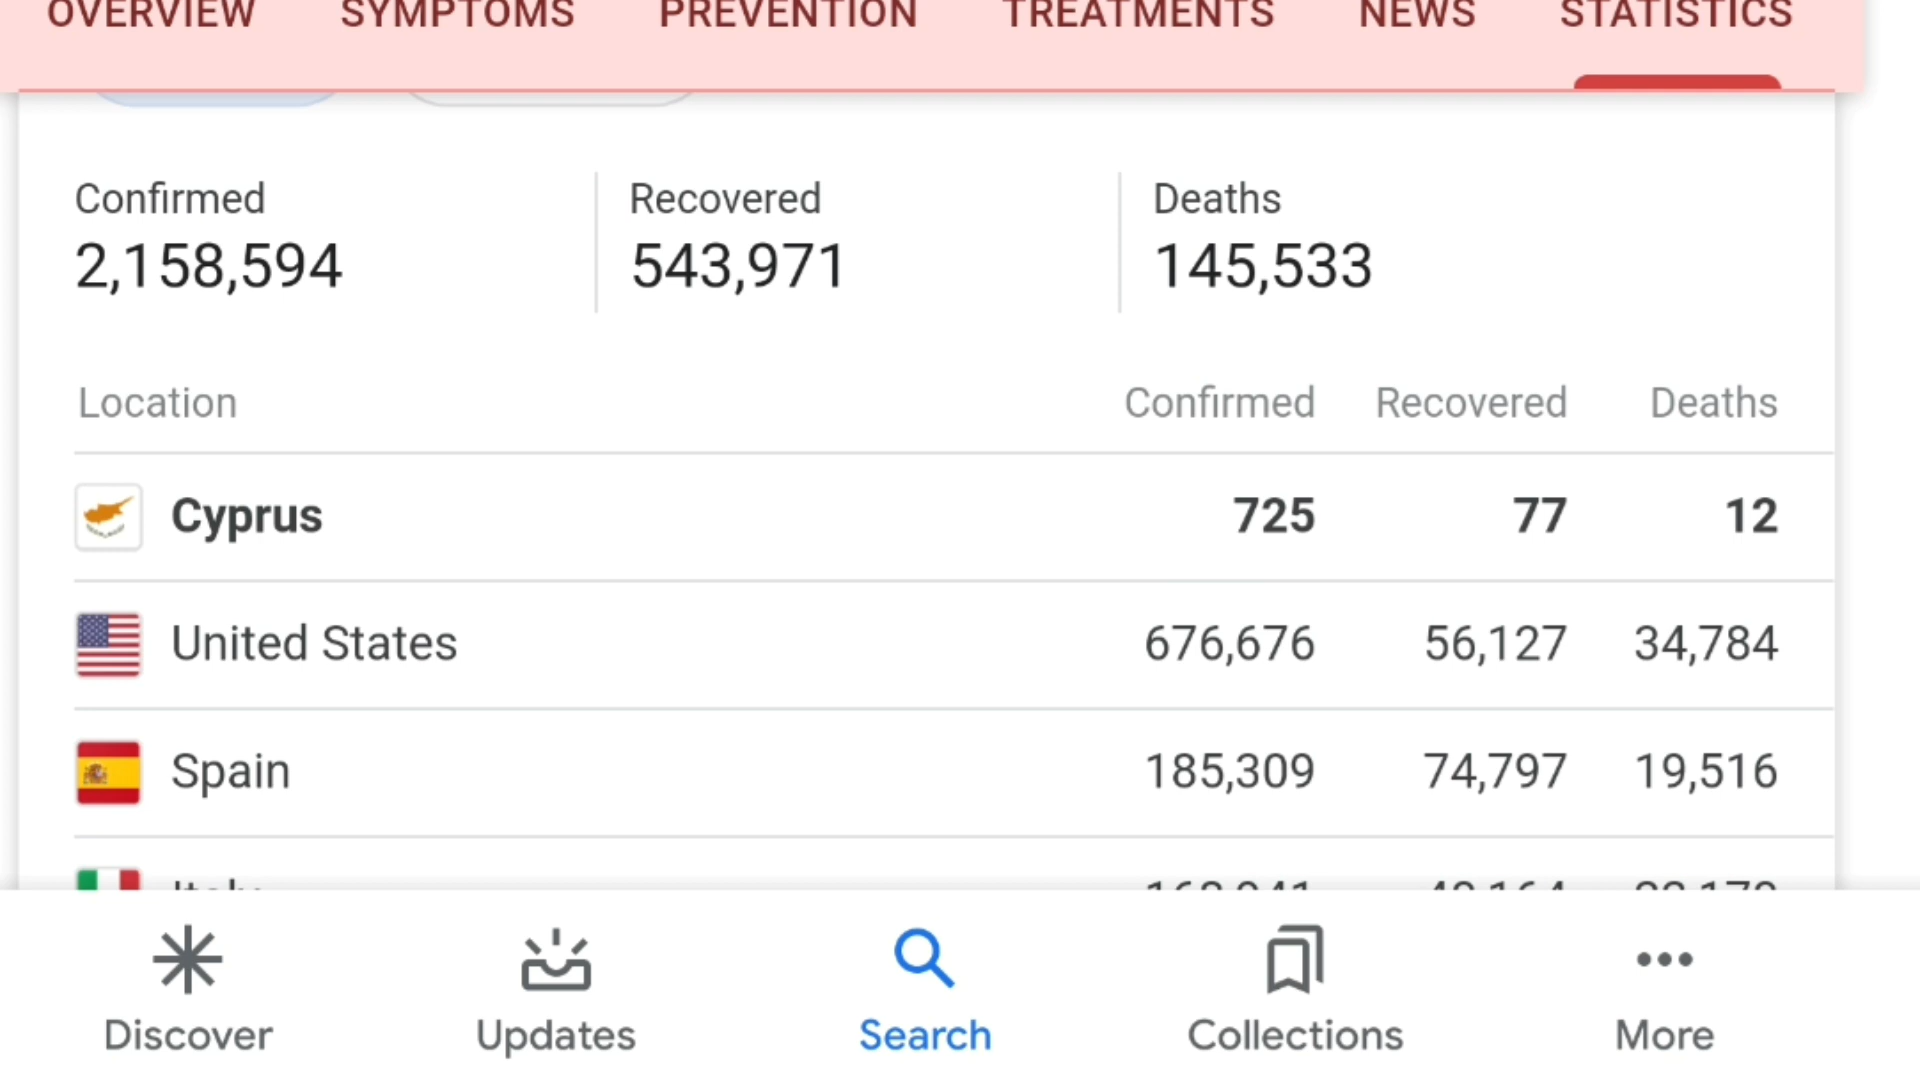 OVERVIEW SYMPTOMS PREVENTION TREATMENTS NEWS STATISTICS
Confirmed Recovered Deaths
2,158,594 543,971 145,533
Location Confirmed Recovered Deaths
Cyprus 725 77 12
United States 676,676 56,127 34,784
Spain 185,309 74,797 19,516
Italy
Discover Updates Search Collections More